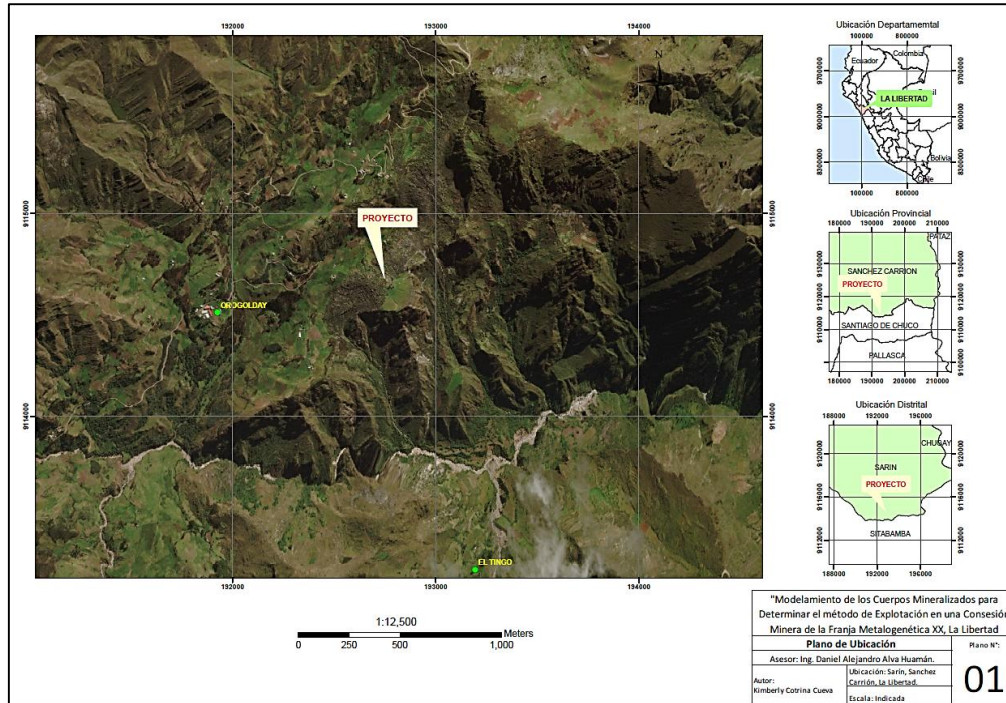 192000 193000 194000
N
9115000 9115000
PROYECTO
OROGOLDAY
9114000 9114000
EL TINGO
192000 193000 194000
1:12,500
Meters
0 250 500 1,000
Ubicación Departamemtal
100000 800000
Ecuador
Colombia
LA LIBERTAD
Bolivia
9700000 9700000
9000000 9000000
8300000 8300000
100000 800000
Ubicación Provincial
180000 190000 200000 210000
PATAZ
SANCHEZ CARRION
PROYECTO
SANTIAGO DE CHUCO
PALLASCA
9130000 9130000
9120000 9120000
9110000 9110000
9100000 9100000
180000 190000 200000 210000
Ubicación Distrital
188000 192000 196000
CHUGAY
SARIN
PROYECTO
SITABAMBA
9120000 9120000
9116000 9116000
9112000 9112000
188000 192000 196000
"Modelamiento de los Cuerpos Mineralizados para
Determinar el método de Explotación en una Consesión
Minera de la Franja Metalogenética XX, La Libertad
Plano de Ubicación
Plano N°:
Asesor: Ing. Daniel Alejandro Alva Huamán.
01
Autor:
Kimberly Cotrina Cueva
Ubicación: Sarín, Sanchez
Carrión, La Libertad.
Escala: Indicada